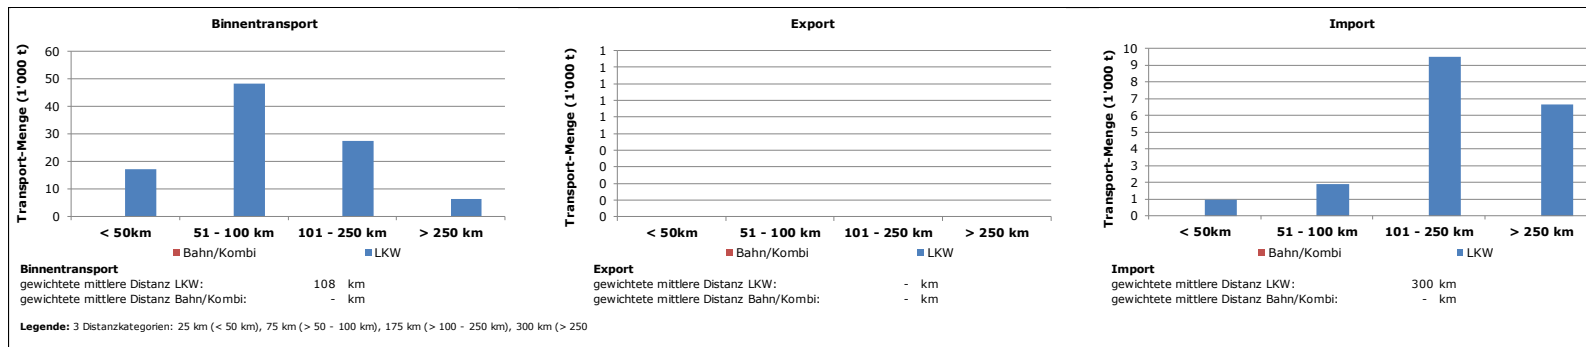 Binnentransport
Transport-Menge (1'000 t)
60
50
40
30
20
10
0
< 50km 51 - 100 km 101 - 250 km > 250 km
Bahn/Kombi LKW
Binnentransport
gewichtete mittlere Distanz LKW: 108 km
gewichtete mittlere Distanz Bahn/Kombi: - km
Legende: 3 Distanzkategorien: 25 km (< 50 km), 75 km (> 50 - 100 km), 175 km (> 100 - 250 km), 300 km (> 250
Export
Transport-Menge (1'000 t)
1
1
1
1
1
1
0
0
0
0
0
< 50km 51 - 100 km 101 - 250 km > 250 km
Bahn/Kombi LKW
Export
gewichtete mittlere Distanz LKW: - km
gewichtete mittlere Distanz Bahn/Kombi: - km
Import
Transport-Menge (1'000 t)
10
9
8
7
6
5
4
3
2
1
0
< 50km 51 - 100 km 101 - 250 km > 250 km
Bahn/Kombi LKW
Import
gewichtete mittlere Distanz LKW: 300 km
gewichtete mittlere Distanz Bahn/Kombi: - km